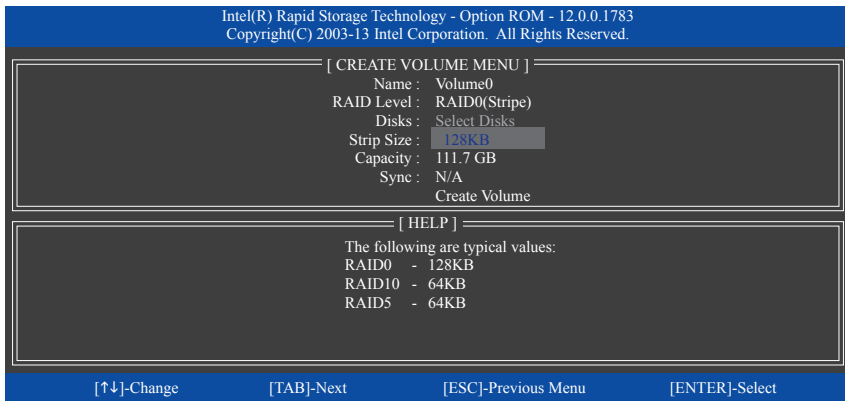 Intel(R) Rapid Storage Technology - Option ROM - 12.0.0.1783
Copyright(C) 2003-13 Intel Corporation. All Rights Reserved.
[ CREATE VOLUME MENU ]
Name : Volume0
RAID Level : RAID0(Stripe)
Disks : Select Disks
Strip Size : 128KB
Capacity : 111.7 GB
Sync : N/A
Create Volume
[ HELP ]
The following are typical values:
RAID0 - 128KB
RAID10 - 64KB
RAID5 - 64KB
[↑↓]-Change [TAB]-Next [ESC]-Previous Menu [ENTER]-Select